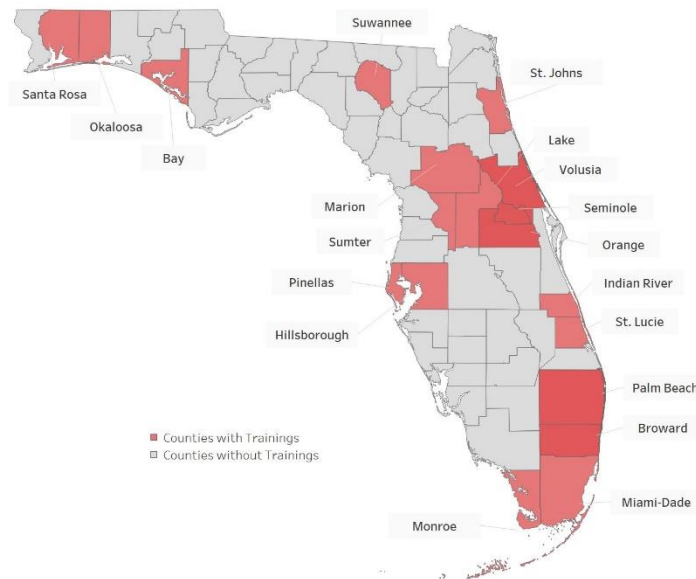 Suwannee
St. Johns
Santa Rosa
Okaloosa
Bay
Lake
Volusia
Marion
Seminole
Sumter
Orange
Pinellas
Indian River
Hillsborough
St. Lucie
Palm Beach
Broward
Counties with Trainings
Counties without Trainings
Miami-Dade
Monroe